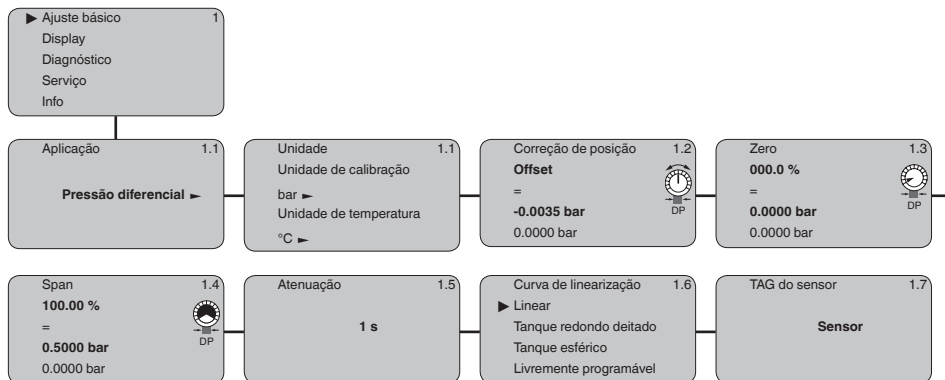 Ajuste básico 1
Display
Diagnóstico
Serviço
Info
Aplicação 1.1
Pressão diferencial
Unidade 1.1
Unidade de calibração
bar
Unidade de temperatura
°C
Correção de posição 1.2
Offset
=
-0.0035 bar
0.0000 bar
DP
Zero 1.3
000.0 %
=
0.0000 bar
0.0000 bar
DP
Span 1.4
100.00 %
=
0.5000 bar
0.0000 bar
DP
Atenuação 1.5
1 s
Curva de linearização 1.6
Linear
Tanque redondo deitado
Tanque esférico
Livremente programável
TAG do sensor 1.7
Sensor